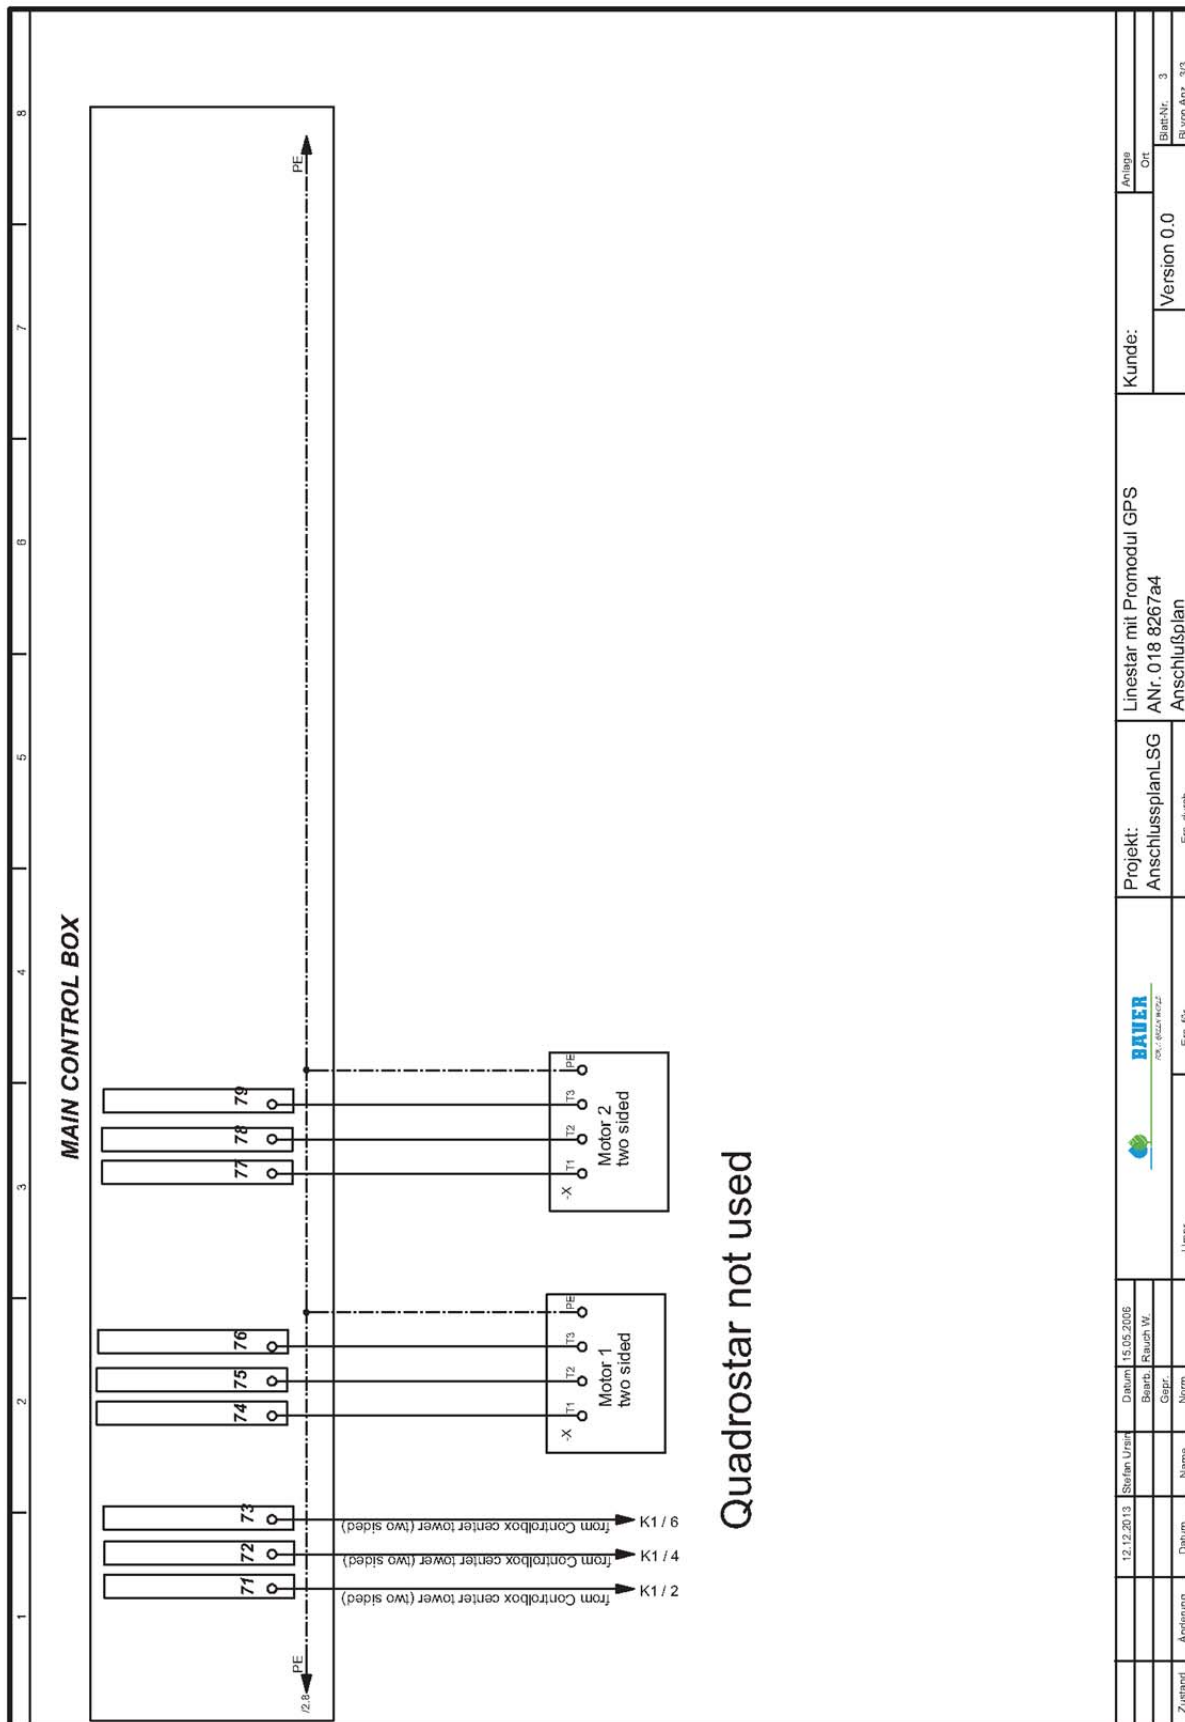 1
2
3
4
5
6
7
8
MAIN CONTROL BOX
71
72
73
74
75
76
77
78
79
PE
/2.8
PE
from Controlbox center tower (two sided)
from Controlbox center tower (two sided)
from Controlbox center tower (two sided)
K1 / 2
K1 / 4
K1 / 6
-X
T1
T2
T3
PE
Motor 1
two sided
-X
T1
T2
T3
PE
Motor 2
two sided
Quadrostar not used
12.12.2013
Stefan Ursin
Datum
15.05.2006
Bearb.
Rauch W.
Gepr.
Zustand
Änderung
Datum
Name
Norm
BAUER
Projekt:
AnschlussplanLSG
Linestar mit Promodul GPS
ANr. 018 8267a4
Anschlußplan
Kunde:
Version 0.0
Anlage
Ort
Blatt-Nr. 3
Bl von Anz. 3/3